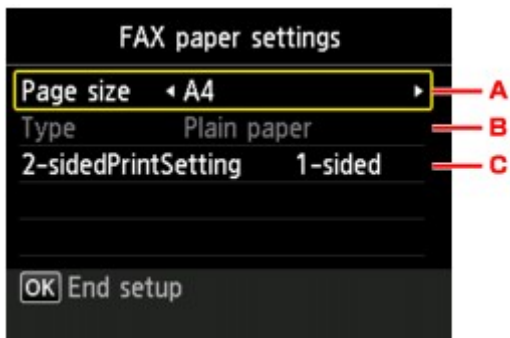 FAX paper settings
Page size A4 A
Type Plain paper B
2-sidedPrintSetting 1-sided C
OK End setup